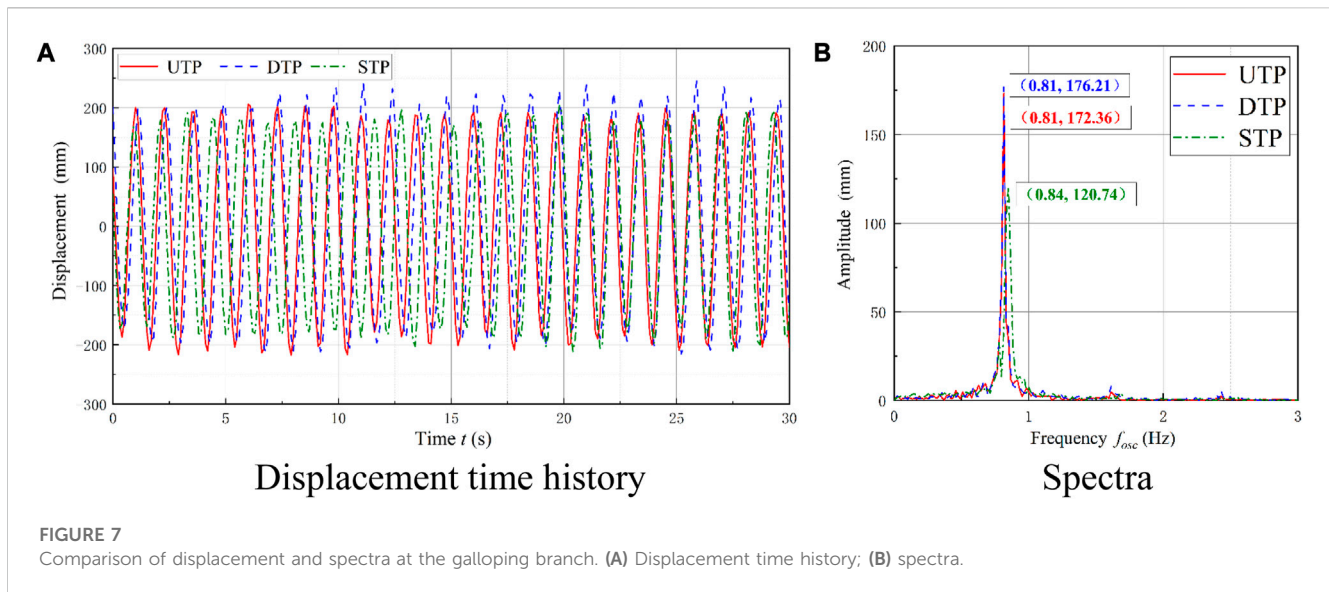 A
UTP DTP STP
300
200
100
0
-100
-200
300
Displacement (mm)
0 5 10 15 20 25 30
Time t (s)
Displacement time history
B
200
150
100
50
0
Amplitude (mm)
(0.81, 176.21)
(0.81, 172.36)
(0.84, 120.74)
UTP
DTP
STP
0 1 2 3
Frequency fosc (Hz)
Spectra
FIGURE 7
Comparison of displacement and spectra at the galloping branch. (A) Displacement time history; (B) spectra.